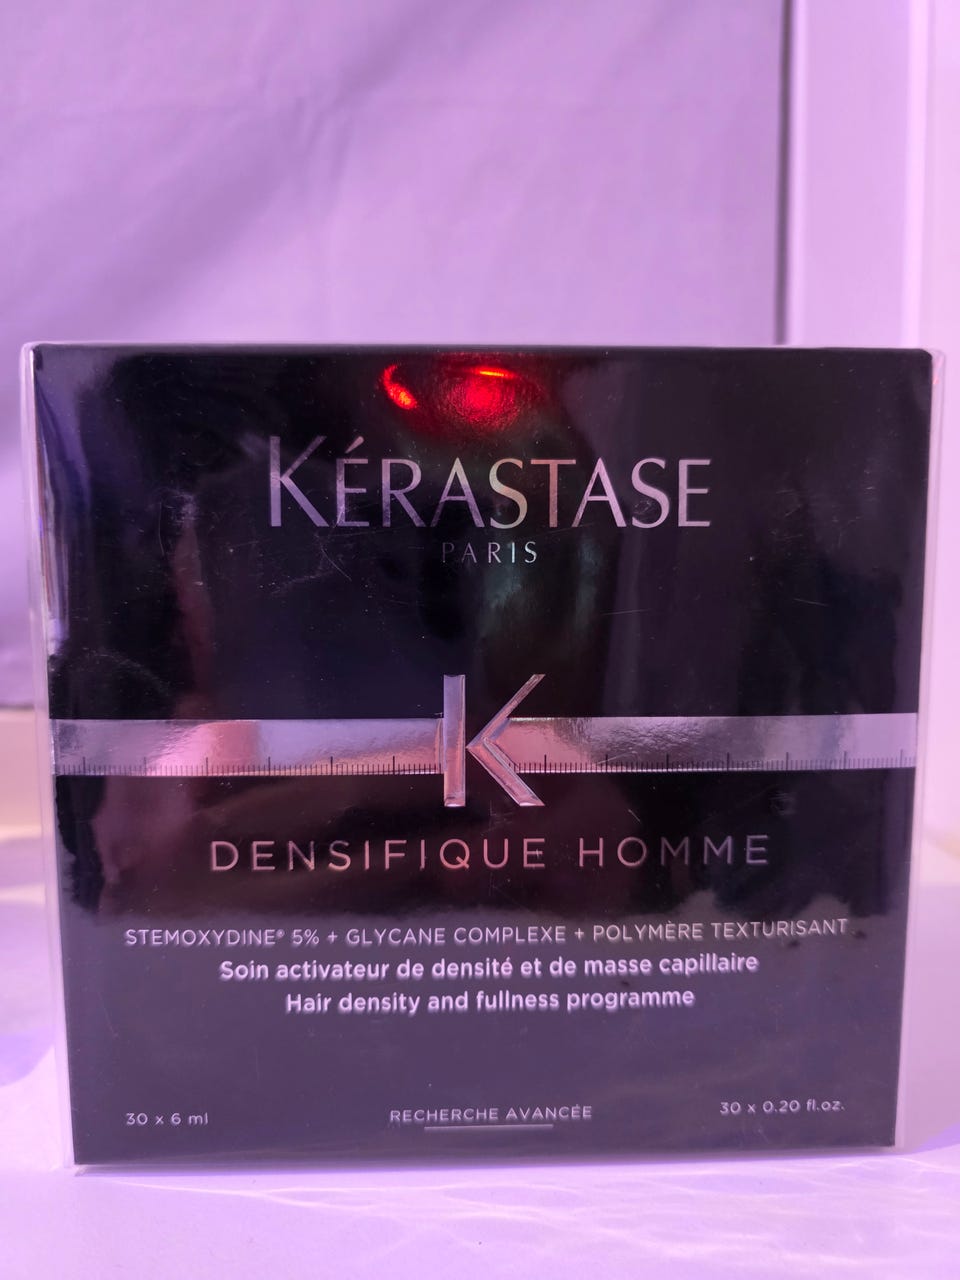 KÉRASTASE
PARIS
K
DENSIFIQUE HOMME
STEMOXYDINE® 5% + GLYCANE COMPLEXE + POLYMÈRE TEXTURISANT
Soin activateur de densité et de masse capillaire
Hair density and fullness programme
30 x 6 ml
RECHERCHE AVANCÉE
30 x 0.20 fl.oz.